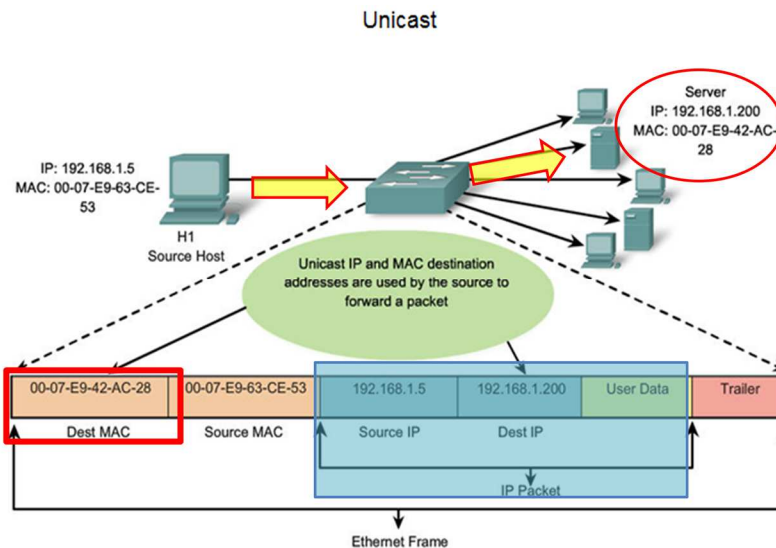 Unicast
Server
IP: 192.168.1.200
MAC: 00-07-E9-42-AC-
28
IP: 192.168.1.5
MAC: 00-07-E9-63-CE-
53
H1
Source Host
Unicast IP and MAC destination
addresses are used by the source to
forward a packet
00-07-E9-42-AC-28 00-07-E9-63-CE-53 192.168.1.5 192.168.1.200 User Data Trailer
Dest MAC Source MAC Source IP Dest IP
IP Packet
Ethernet Frame